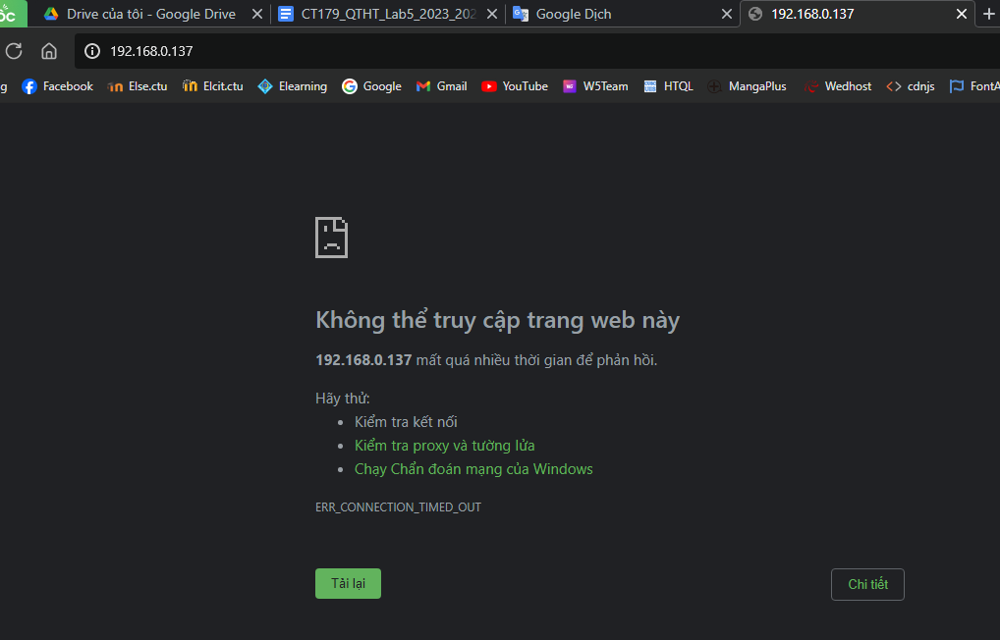 ốc Drive của tôi - Google Drive CT179_QTHT_Lab5_2023_202 Google Dịch 192.168.0.137
192.168.0.137
g Facebook Else.ctu Elcit.ctu Elearning Google Gmail YouTube W5Team HTQL MangaPlus Wedhost cdnjs FontA
Không thể truy cập trang web này
192.168.0.137 mất quá nhiều thời gian để phản hồi.
Hãy thử:
• Kiểm tra kết nối
• Kiểm tra proxy và tường lửa
• Chạy Chẩn đoán mạng của Windows
ERR_CONNECTION_TIMED_OUT
Tải lại Chi tiết